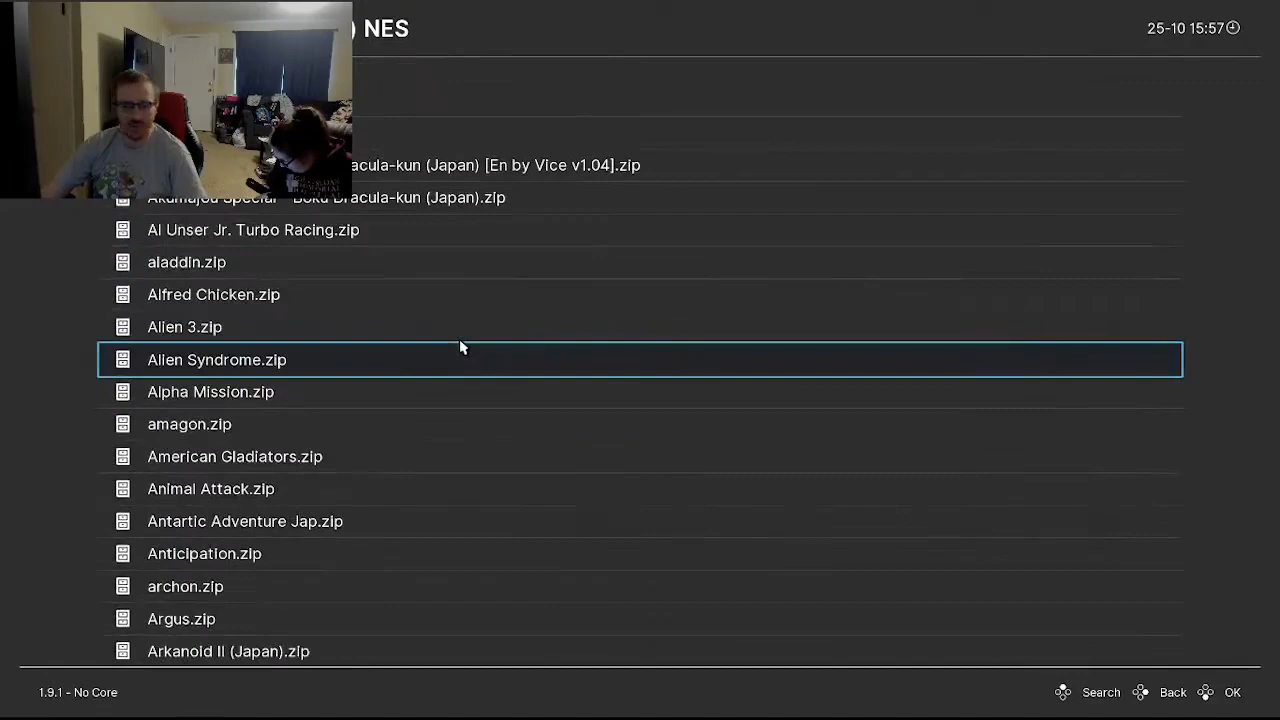 ) NES
25-10 15:57
acula-kun (Japan) [En by Vice v1.04].zip
Akumajou Special - Boku Dracula-kun (Japan).zip
Al Unser Jr. Turbo Racing.zip
aladdin.zip
Alfred Chicken.zip
Alien 3.zip
Alien Syndrome.zip
Alpha Mission.zip
amagon.zip
American Gladiators.zip
Animal Attack.zip
Antartic Adventure Jap.zip
Anticipation.zip
archon.zip
Argus.zip
Arkanoid II (Japan).zip
1.9.1 - No Core
Search Back OK